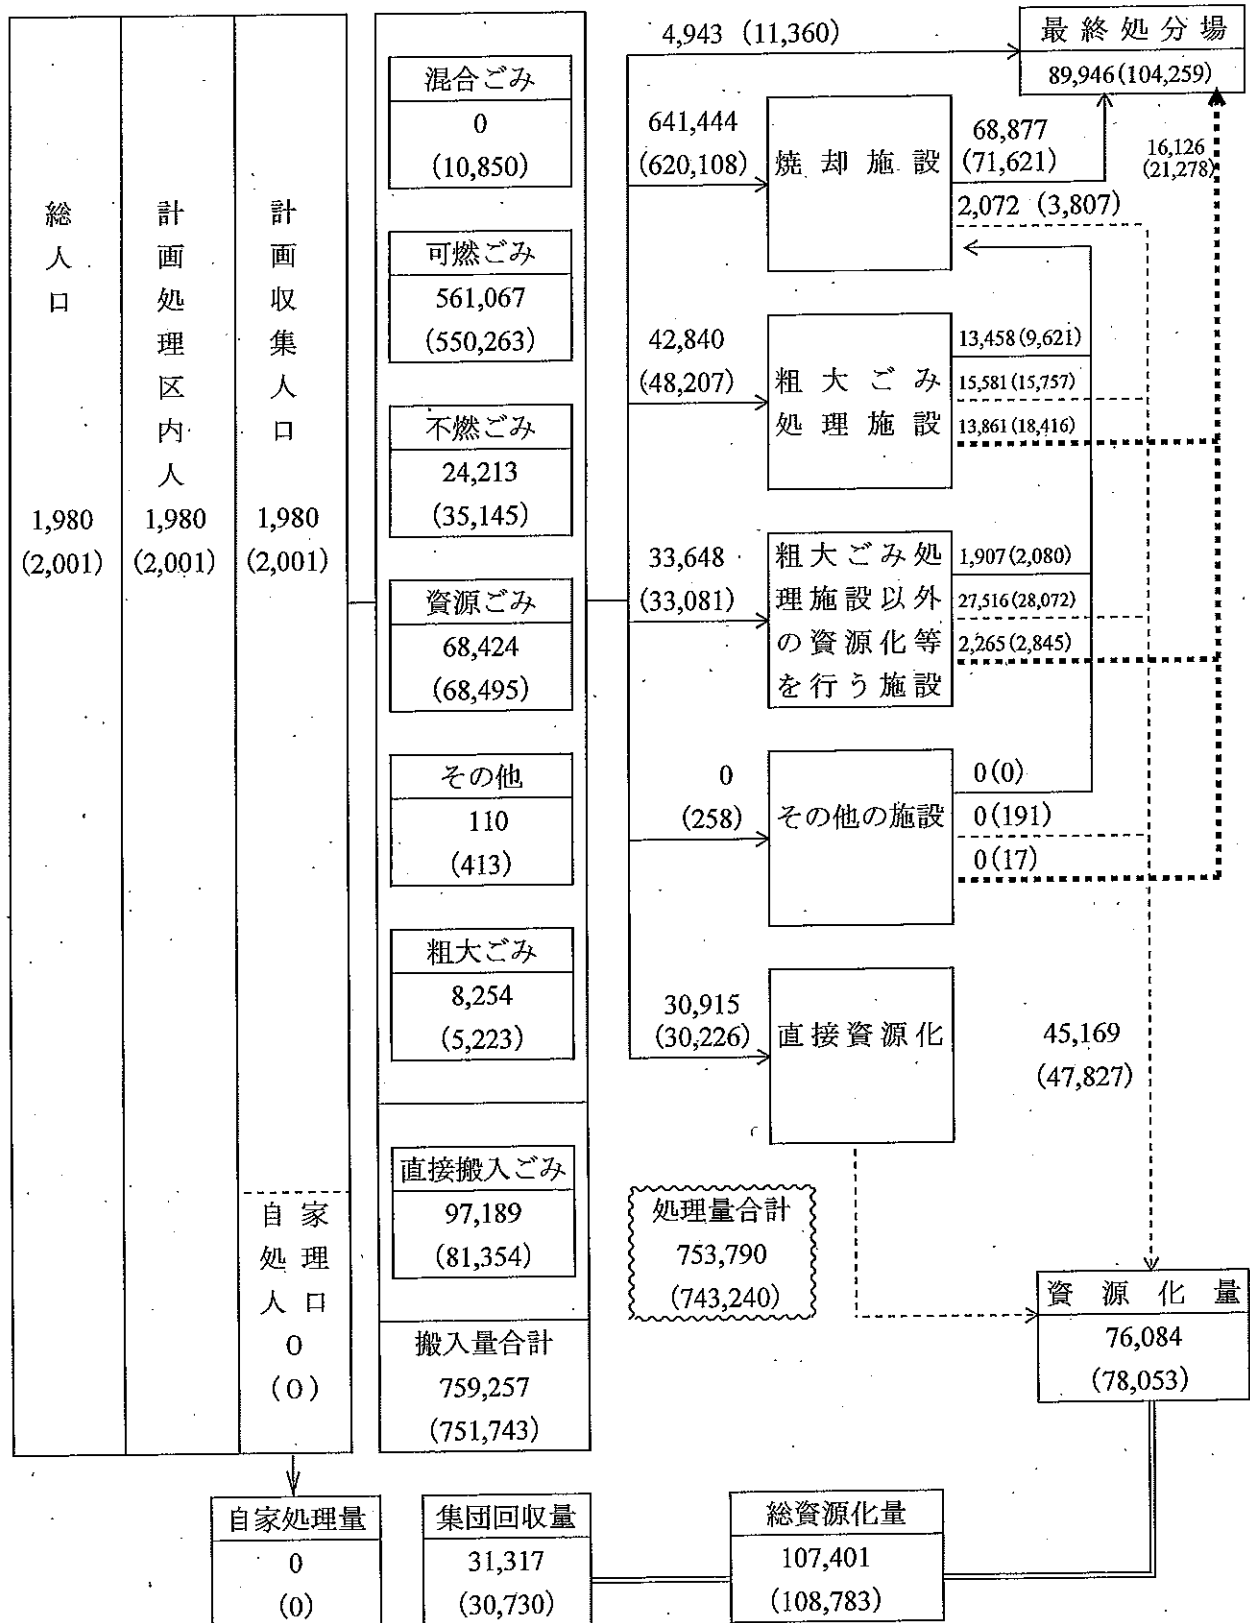 総人口
1,980
(2,001)
計画処理区内人
1,980
(2,001)
計画収集人口
1,980
(2,001)
自家
処理
人口
0
(0)
自家処理量
0
(0)
混合ごみ
0
(10,850)
可燃ごみ
561,067
(550,263)
不燃ごみ
24,213
(35,145)
資源ごみ
68,424
(68,495)
その他
110
(413)
粗大ごみ
8,254
(5,223)
直接搬入ごみ
97,189
(81,354)
搬入量合計
759,257
(751,743)
4,943 (11,360)
最終処分場
89,946(104,259)
641,444
(620,108)
焼却施設
68,877
(71,621)
2,072 (3,807)
16,126
(21,278)
42,840
(48,207)
粗大ごみ
処理施設
13,458(9,621)
15,581(15,757)
13,861(18,416)
33,648
(33,081)
粗大ごみ処
理施設以外
の資源化等
を行う施設
1,907(2,080)
27,516(28,072)
2,265(2,845)
0
(258)
その他の施設
0(0)
0(191)
0(17)
30,915
(30,226)
直接資源化
45,169
(47,827)
処理量合計
753,790
(743,240)
資源化量
76,084
(78,053)
集団回収量
31,317
(30,730)
総資源化量
107,401
(108,783)